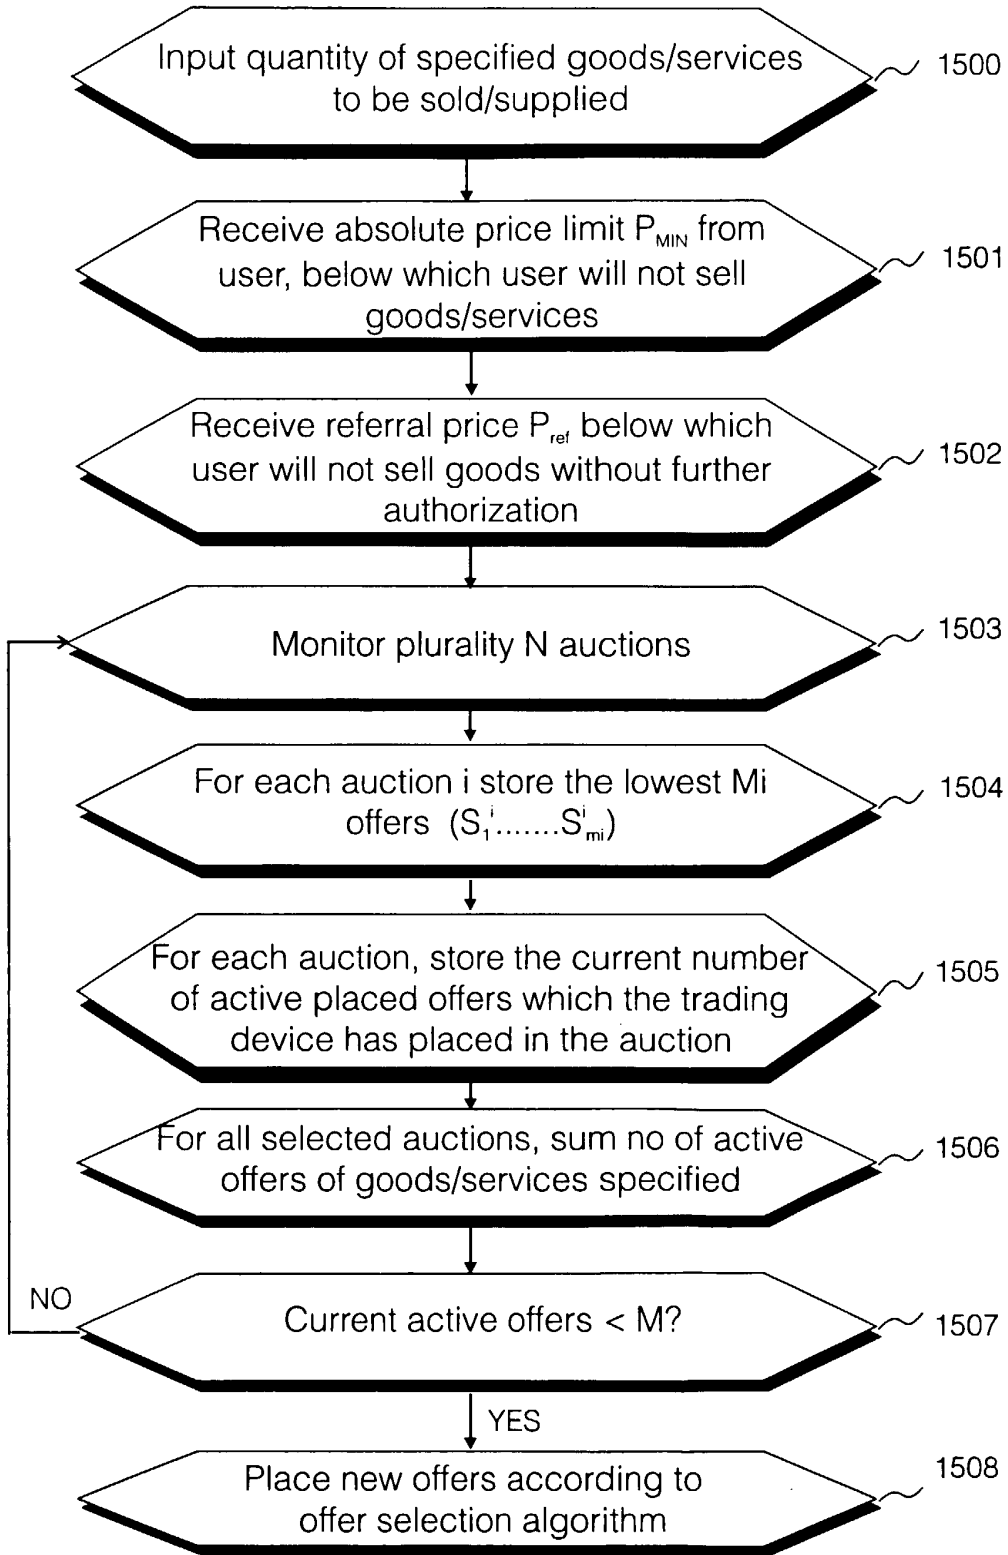 Input quantity of specified goods/services
to be sold/supplied
1500
Receive absolute price limit P_MIN from
user, below which user will not sell
goods/services
1501
Receive referral price P_ref below which
user will not sell goods without further
authorization
1502
Monitor plurality N auctions
1503
For each auction i store the lowest Mi
offers (S₁ⁱ.......Sⁱ_mi)
1504
For each auction, store the current number
of active placed offers which the trading
device has placed in the auction
1505
For all selected auctions, sum no of active
offers of goods/services specified
1506
NO
Current active offers < M?
1507
YES
Place new offers according to
offer selection algorithm
1508